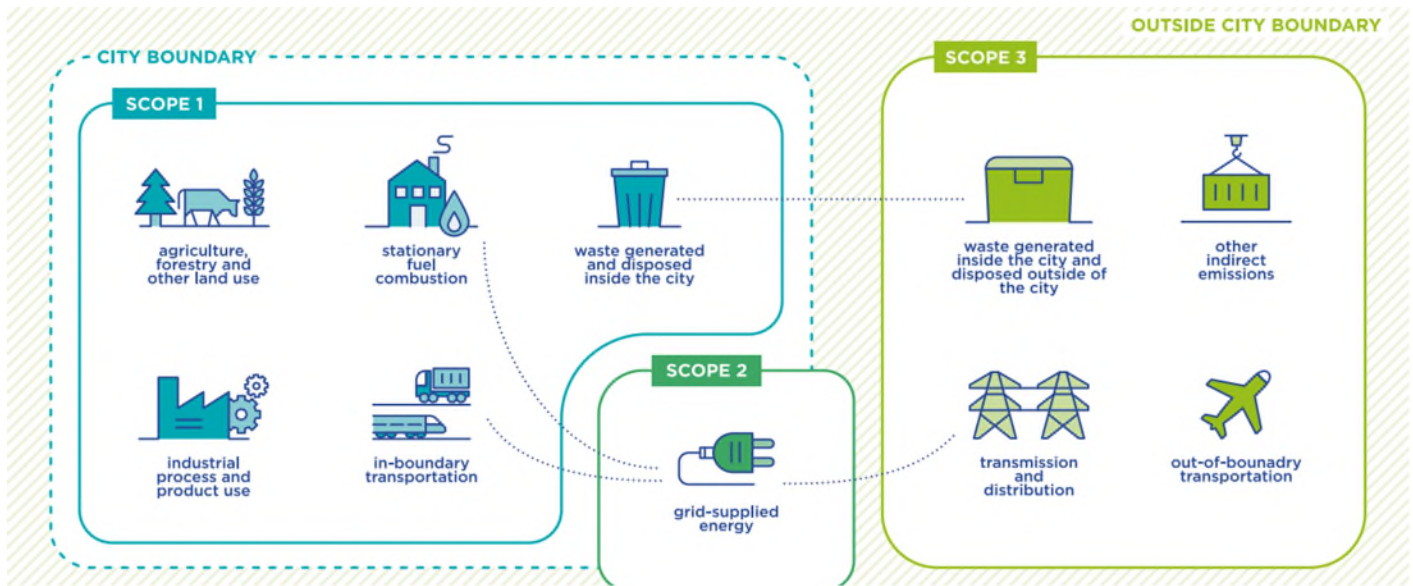 OUTSIDE CITY BOUNDARY
CITY BOUNDARY
SCOPE 3
SCOPE 1
agriculture,
forestry and
other land use
stationary
fuel
combustion
waste generated
and disposed
inside the city
waste generated
inside the city and
disposed outside of
the city
other
indirect
emissions
SCOPE 2
industrial
process and
product use
in-boundary
transportation
grid-supplied
energy
transmission
and
distribution
out-of-bounadry
transportation